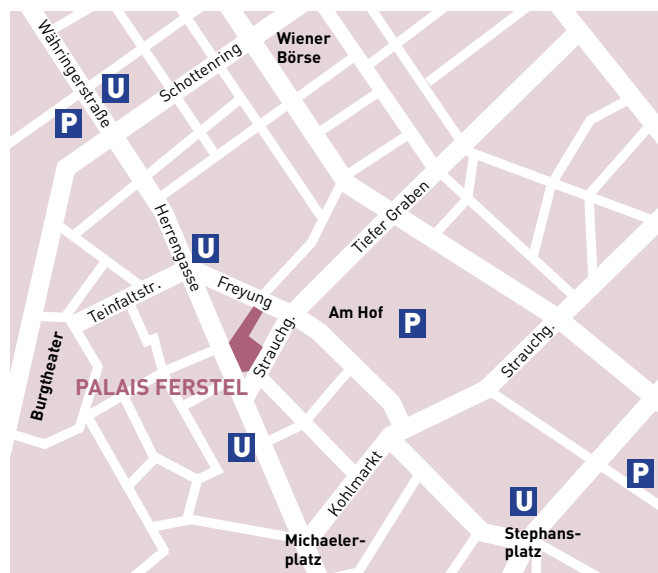 Währingerstraße
Schottenring
Wiener
Börse
U
P
Herrengasse
U
Tiefer Graben
Teinfaltstr.
Freyung
Am Hof
P
Strauchg.
Strauchg.
Burgtheater
PALAIS FERSTEL
U
Kohlmarkt
P
U
Michaeler-
platz
Stephans-
platz